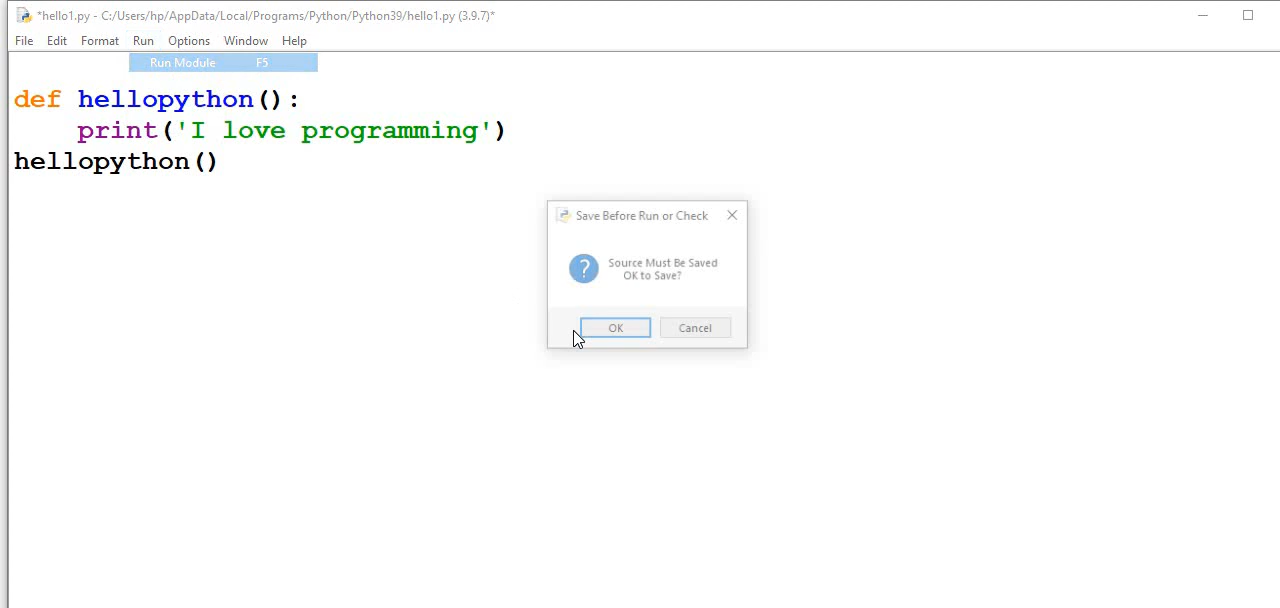 *hello1.py - C:/Users/hp/AppData/Local/Programs/Python/Python39/hello1.py (3.9.7)*
File Edit Format Run Options Window Help
Run Module F5
def hellopython():
    print('I love programming')
hellopython()
Save Before Run or Check
Source Must Be Saved
OK to Save?
OK Cancel